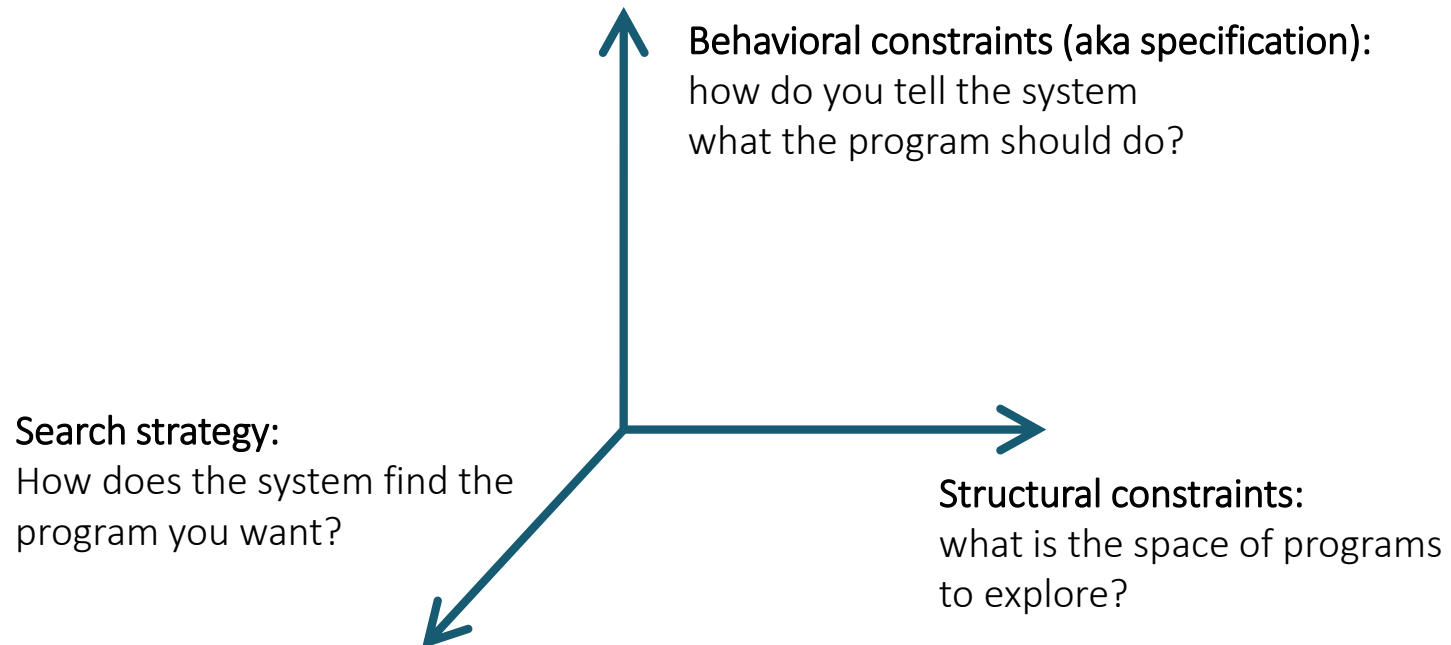 Behavioral constraints (aka specification):
how do you tell the system
what the program should do?
Search strategy:
How does the system find the
program you want?
Structural constraints:
what is the space of programs
to explore?